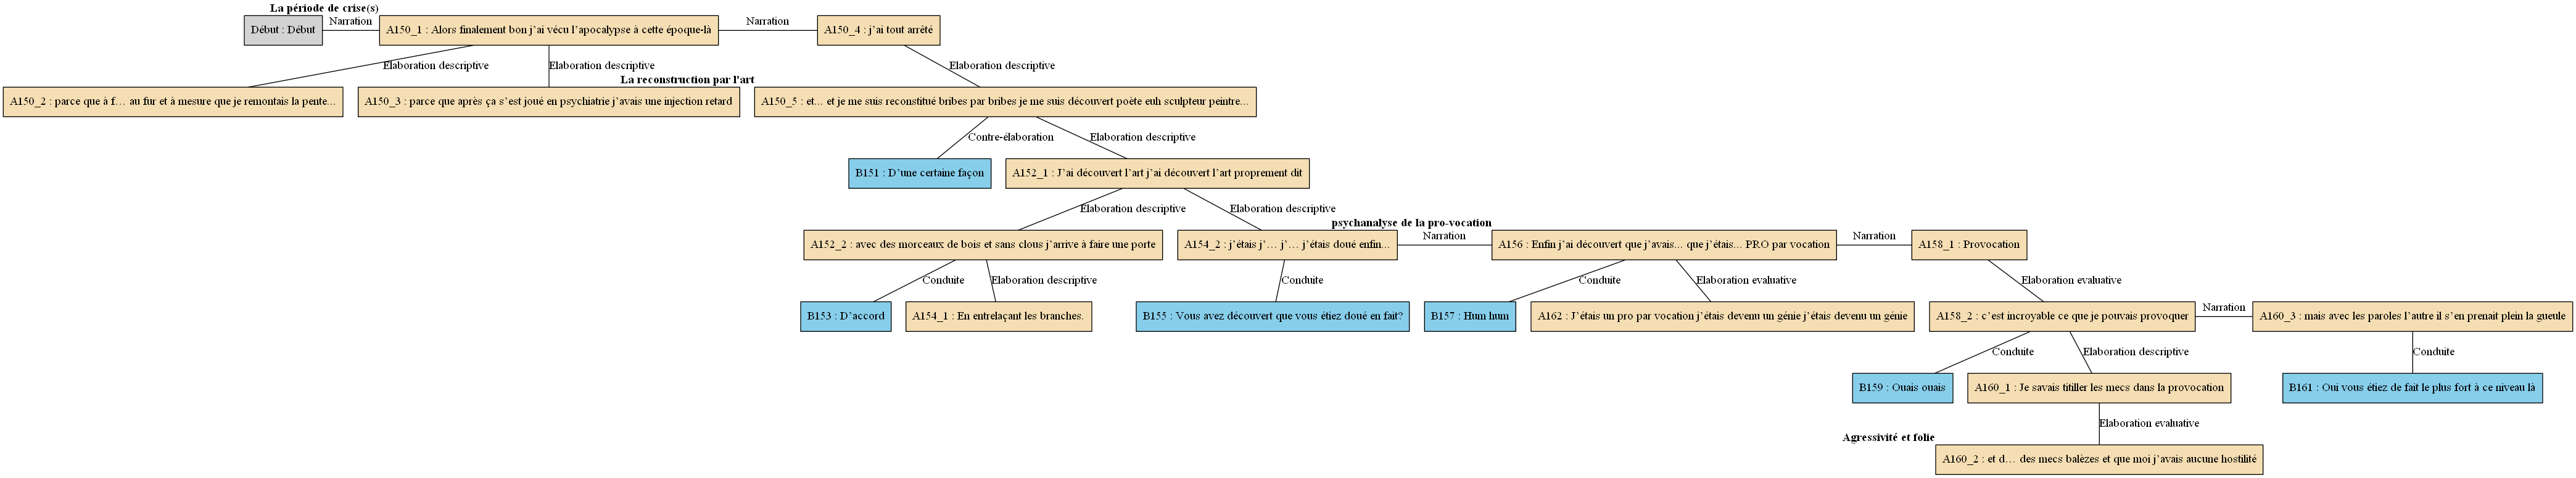 La période de crise(s)
Début : Début
Narration
A150_1 : Alors finalement bon j’ai vécu l’apocalypse à cette époque-là
Narration
A150_4 : j’ai tout arrêté
Elaboration descriptive
Elaboration descriptive
Elaboration descriptive
La reconstruction par l'art
A150_2 : parce que à f… au fur et à mesure que je remontais la pente...
A150_3 : parce que après ça s’est joué en psychiatrie j’avais une injection retard
A150_5 : et... et je me suis reconstitué bribes par bribes je me suis découvert poète euh sculpteur peintre...
Contre-élaboration
Elaboration descriptive
B151 : D’une certaine façon
A152_1 : J’ai découvert l’art j’ai découvert l’art proprement dit
Elaboration descriptive
Elaboration descriptive
psychanalyse de la pro-vocation
A152_2 : avec des morceaux de bois et sans clous j’arrive à faire une porte
A154_2 : j’étais j’… j’… j’étais doué enfin...
Narration
A156 : Enfin j’ai découvert que j’avais... que j’étais... PRO par vocation
Narration
A158_1 : Provocation
Conduite
Elaboration descriptive
Conduite
Conduite
Elaboration evaluative
Elaboration evaluative
B153 : D’accord
A154_1 : En entrelaçant les branches.
B155 : Vous avez découvert que vous étiez doué en fait?
B157 : Hum hum
A162 : J’étais un pro par vocation j’étais devenu un génie j’étais devenu un génie
A158_2 : c’est incroyable ce que je pouvais provoquer
Narration
A160_3 : mais avec les paroles l’autre il s’en prenait plein la gueule
Conduite
Elaboration descriptive
Conduite
B159 : Ouais ouais
A160_1 : Je savais titiller les mecs dans la provocation
B161 : Oui vous étiez de fait le plus fort à ce niveau là
Elaboration evaluative
Agressivité et folie
A160_2 : et d… des mecs balèzes et que moi j’avais aucune hostilité